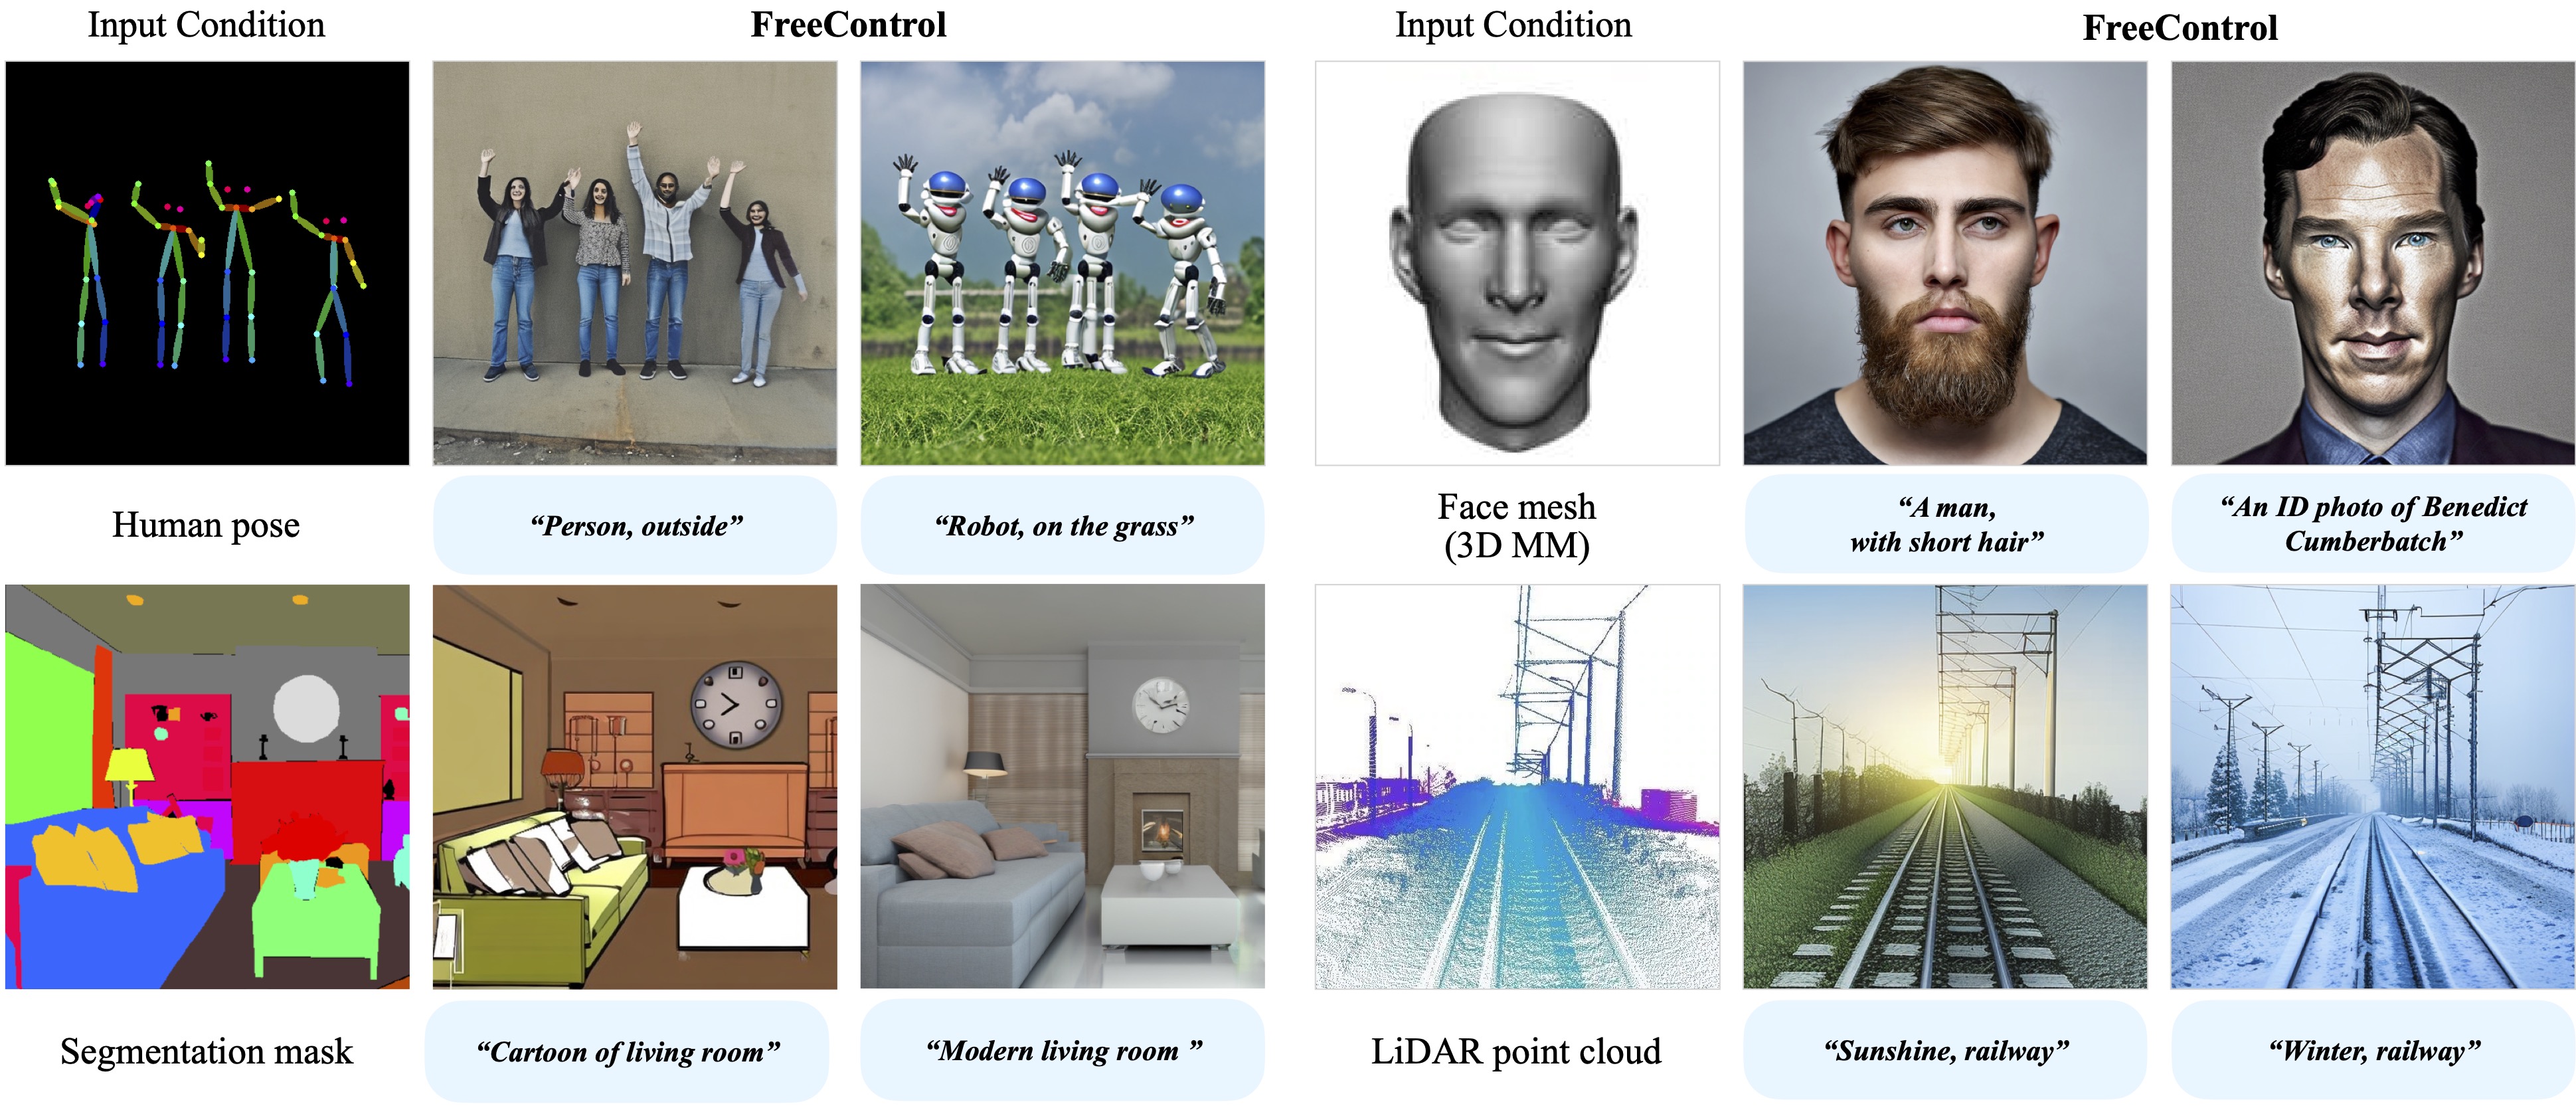 Input Condition
FreeControl
Input Condition
FreeControl
Human pose
“Person, outside”
“Robot, on the grass”
Face mesh
(3D MM)
“A man,
with short hair”
“An ID photo of Benedict
Cumberbatch”
Segmentation mask
“Cartoon of living room”
“Modern living room ”
LiDAR point cloud
“Sunshine, railway”
“Winter, railway”